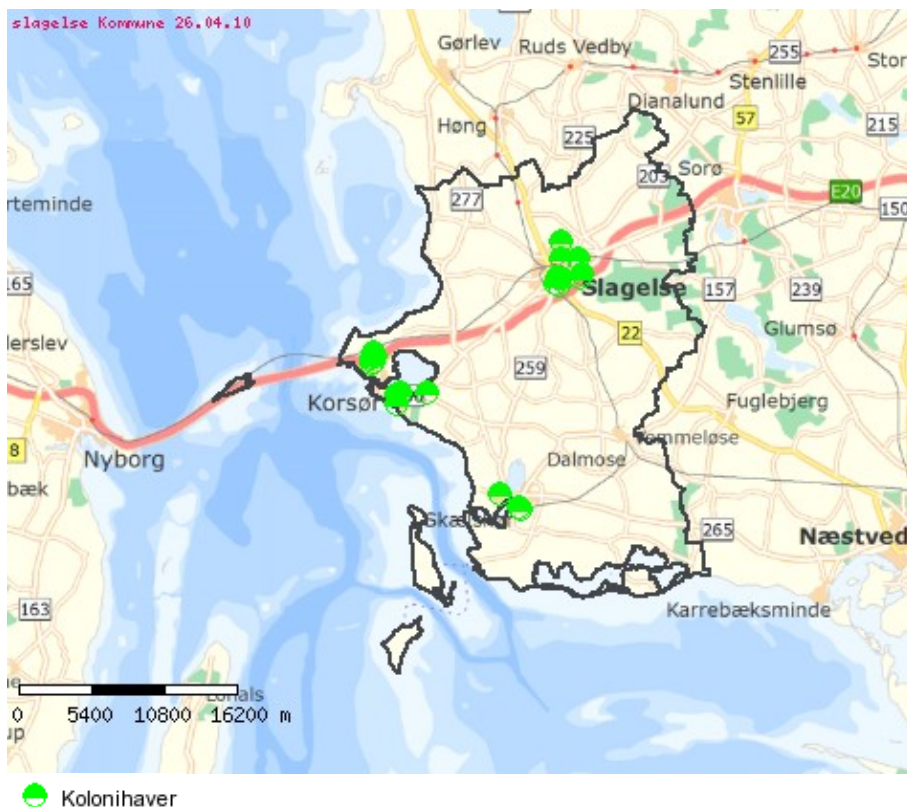 slagelse Kommune 26.04.10
Gørlev
Ruds Vedby
255
Stor
Stenlille
Dianalund
57
Høng
225
215
Sorø
203
E20
277
rteminde
150
165
Slagelse
157
239
22
Glumsø
lerslev
259
Korsør
Fuglebjerg
8
Nyborg
Dalmose
bæk
265
Næstved
163
Karrebæksminde
0 5400 10800 16200 m
up
Kolonihaver